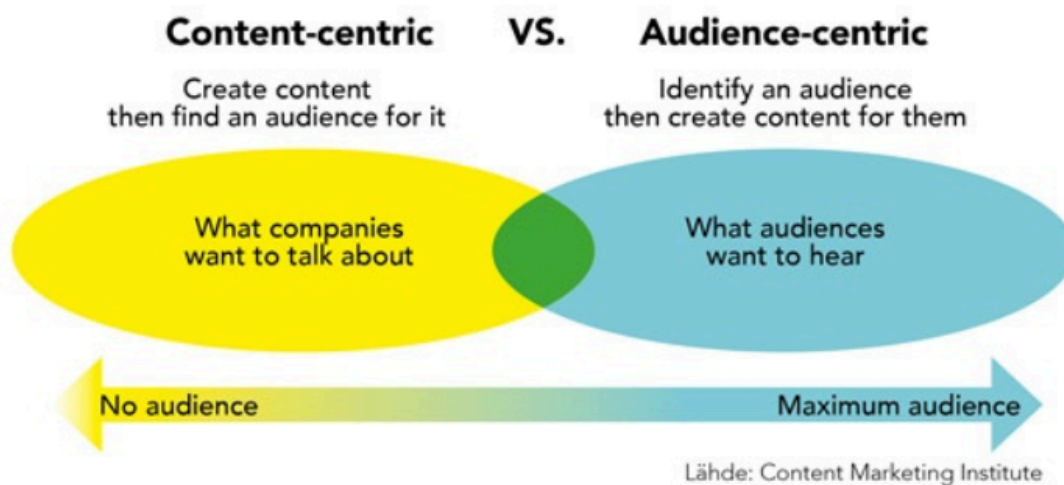 Content-centric VS. Audience-centric
Create content
then find an audience for it
Identify an audience
then create content for them
What companies
want to talk about
What audiences
want to hear
No audience
Maximum audience
Lähde: Content Marketing Institute